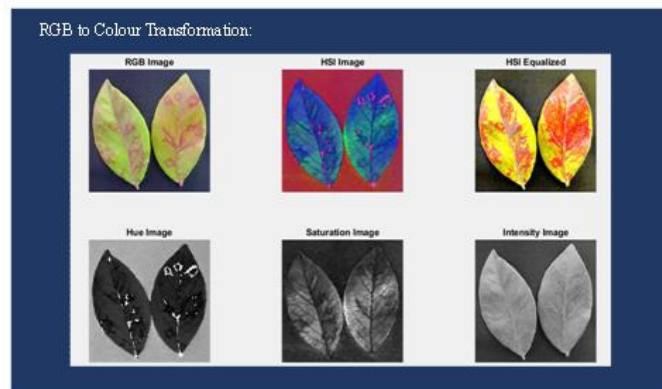 RGB to Colour Transformation:
RGB Image
HSI Image
HSI Equalized
Hue Image
Saturation Image
Intensity Image